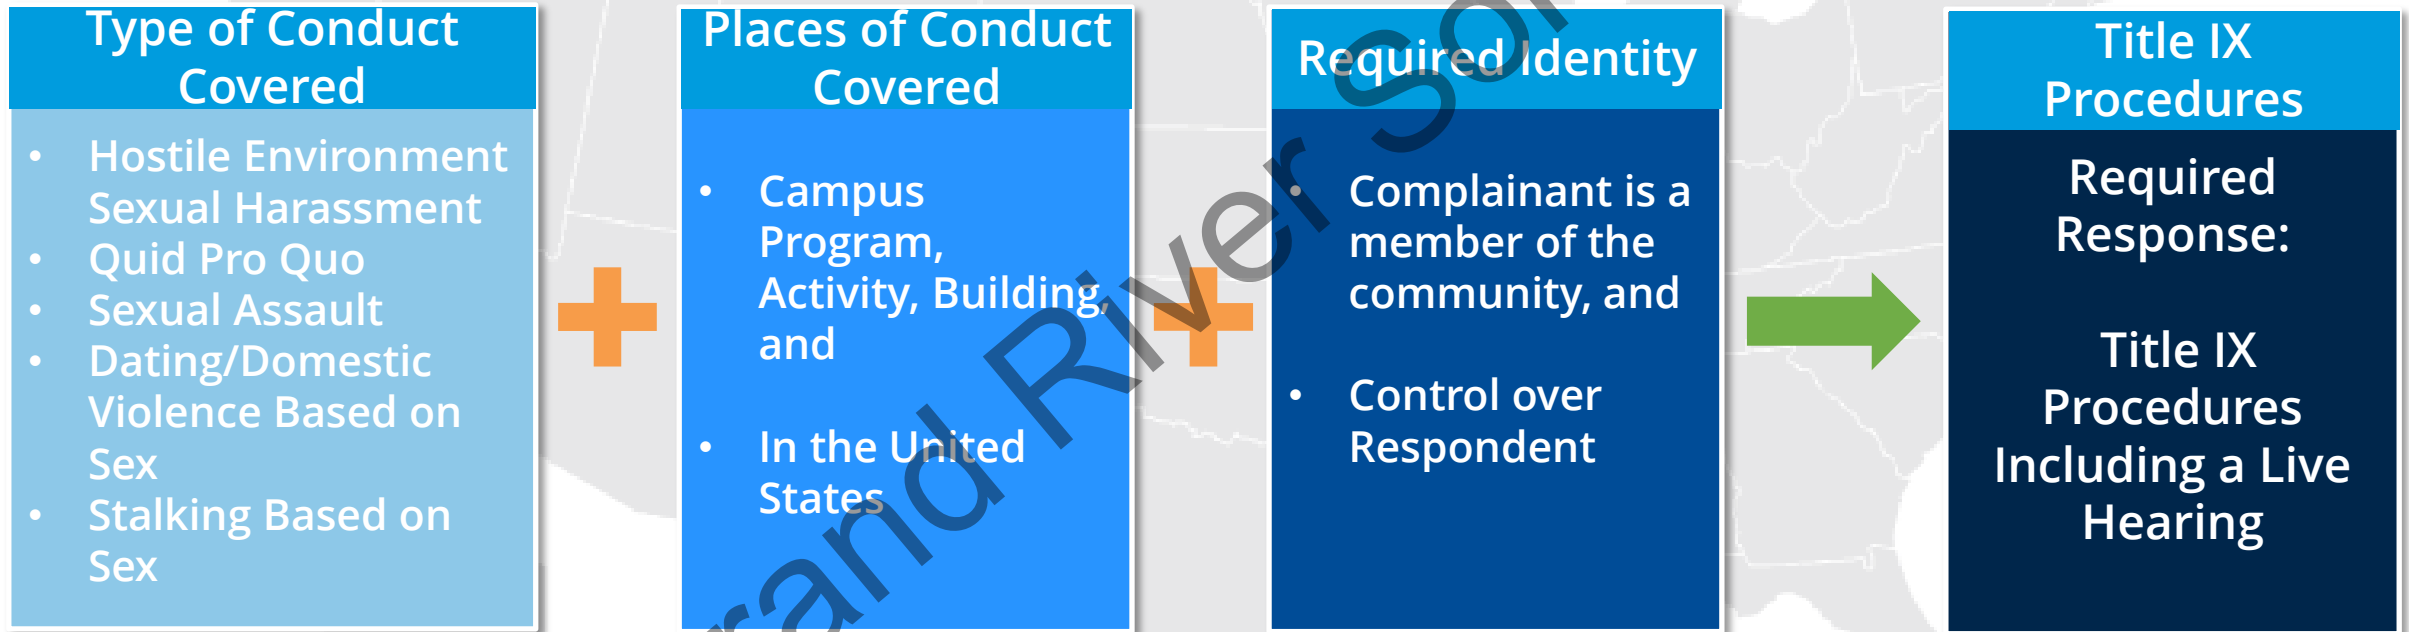 Type of Conduct
Covered
• Hostile Environment
Sexual Harassment
• Quid Pro Quo
• Sexual Assault
• Dating/Domestic
Violence Based on
Sex
• Stalking Based on
Sex
Places of Conduct
Covered
• Campus
Program,
Activity, Building,
and
• In the United
States
Required Identity
• Complainant is a
member of the
community, and
• Control over
Respondent
Title IX
Procedures
Required
Response:
Title IX
Procedures
Including a Live
Hearing
River